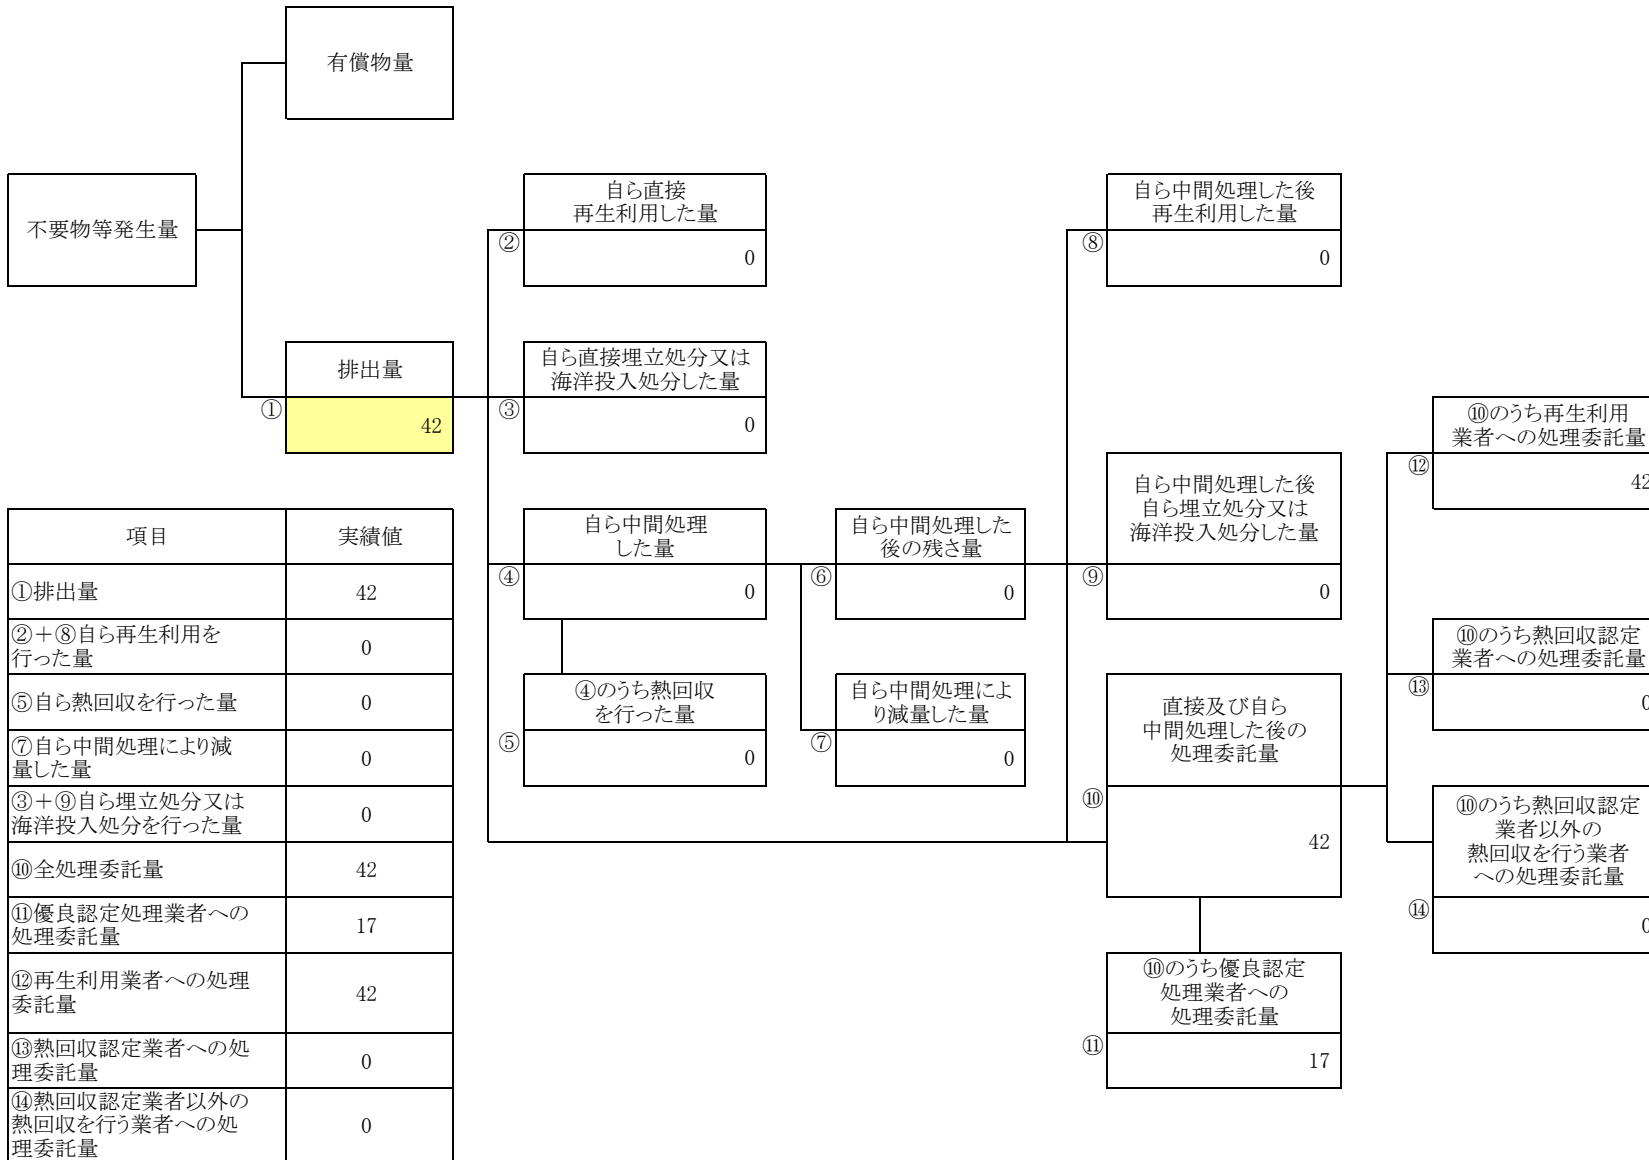 有償物量
不要物等発生量
排出量
①
42
自ら直接
再生利用した量
②
0
自ら直接埋立処分又は
海洋投入処分した量
③
0
自ら中間処理
した量
④
0
④のうち熱回収
を行った量
⑤
0
自ら中間処理した
後の残さ量
⑥
0
自ら中間処理によ
り減量した量
⑦
0
自ら中間処理した後
再生利用した量
⑧
0
自ら中間処理した後
自ら埋立処分又は
海洋投入処分した量
⑨
0
直接及び自ら
中間処理した後の
処理委託量
⑩
42
⑩のうち優良認定
処理業者への
処理委託量
⑪
17
⑩のうち再生利用
業者への処理委託量
⑫
42
⑩のうち熱回収認定
業者への処理委託量
⑬
0
⑩のうち熱回収認定
業者以外の
熱回収を行う業者
への処理委託量
⑭
0
項目 実績値
①排出量 42
②＋⑧自ら再生利用を
行った量 0
⑤自ら熱回収を行った量 0
⑦自ら中間処理により減
量した量 0
③＋⑨自ら埋立処分又は
海洋投入処分を行った量 0
⑩全処理委託量 42
⑪優良認定処理業者への
処理委託量 17
⑫再生利用業者への処理
委託量 42
⑬熱回収認定業者への処
理委託量 0
⑭熱回収認定業者以外の
熱回収を行う業者への処
理委託量 0